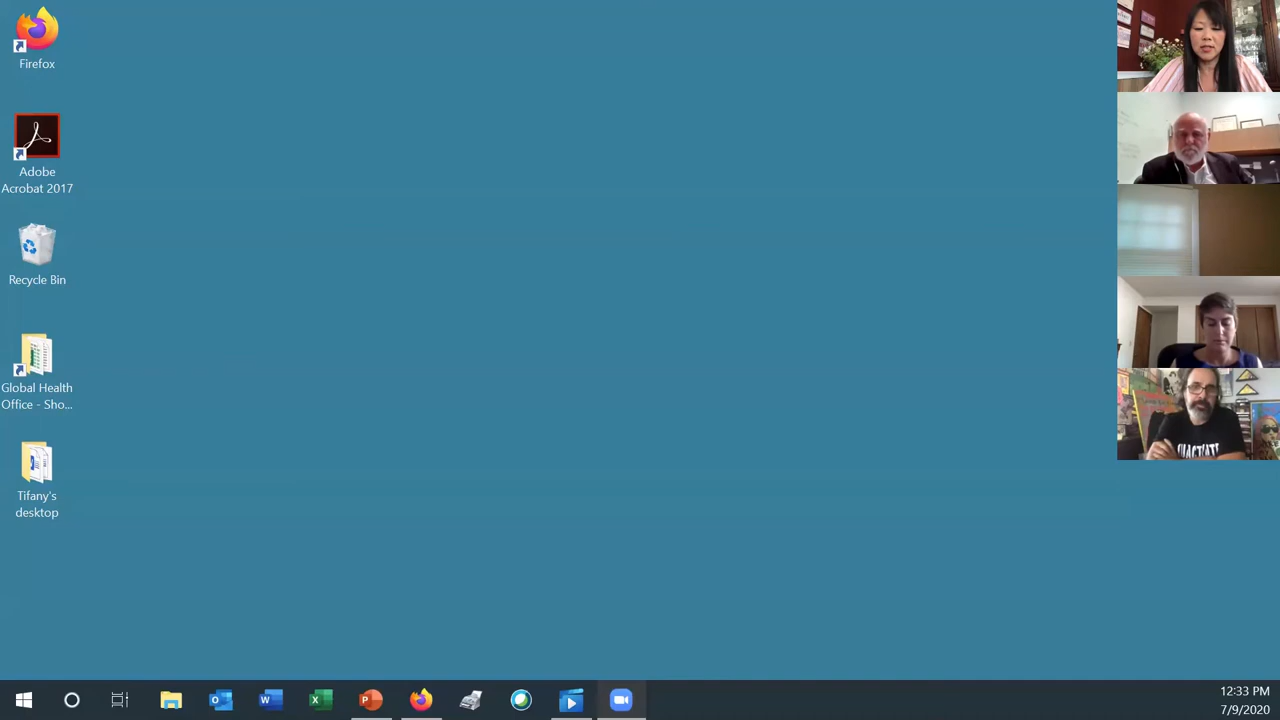 Firefox
Adobe
Acrobat 2017
Recycle Bin
Global Health
Office - Sho...
Tifany's
desktop
12:33 PM
7/9/2020